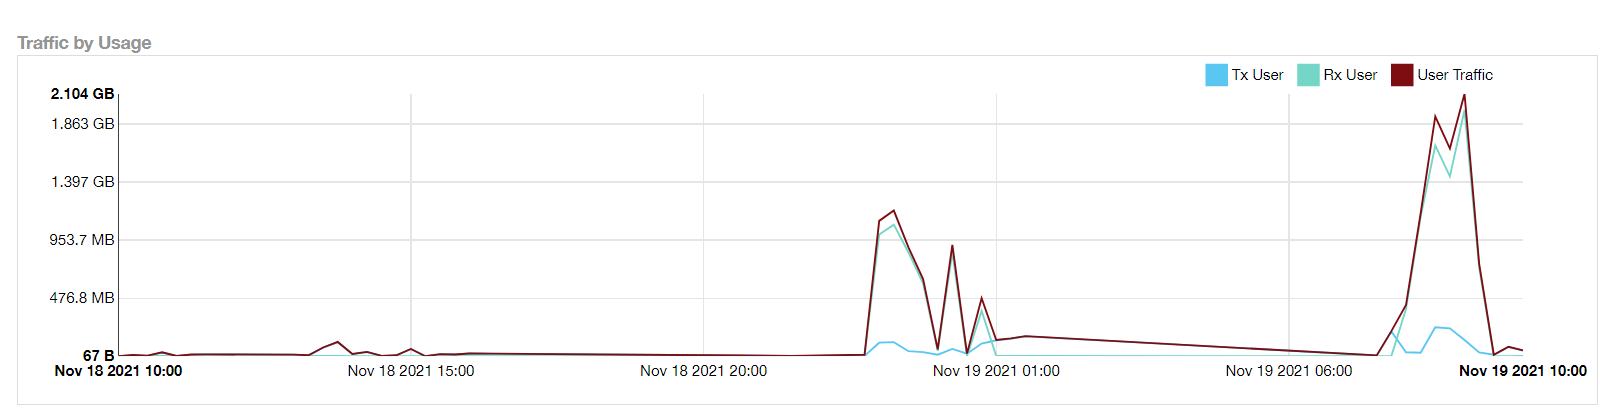 Traffic by Usage
Tx User Rx User User Traffic
2.104 GB
1.863 GB
1.397 GB
953.7 MB
476.8 MB
67 B
Nov 18 2021 10:00 Nov 18 2021 15:00 Nov 18 2021 20:00 Nov 19 2021 01:00 Nov 19 2021 06:00 Nov 19 2021 10:00